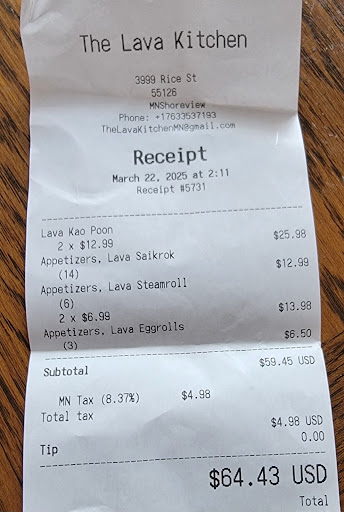 The Lava Kitchen
3999 Rice St
55126
MNShoreview
Phone: +17633537193
TheLavaKitchenMN@gmail.com
Receipt
March 22, 2025 at 2:11
Receipt #5731
Lava Kao Poon
2 x $12.99 $25.98
Appetizers, Lava Saikrok
(14) $12.99
Appetizers, Lava Steamroll
(6)
2 x $6.99 $13.98
Appetizers, Lava Eggrolls
(3) $6.50
Subtotal $59.45 USD
MN Tax (8.37%) $4.98
Total tax $4.98 USD
Tip 0.00
$64.43 USD
Total